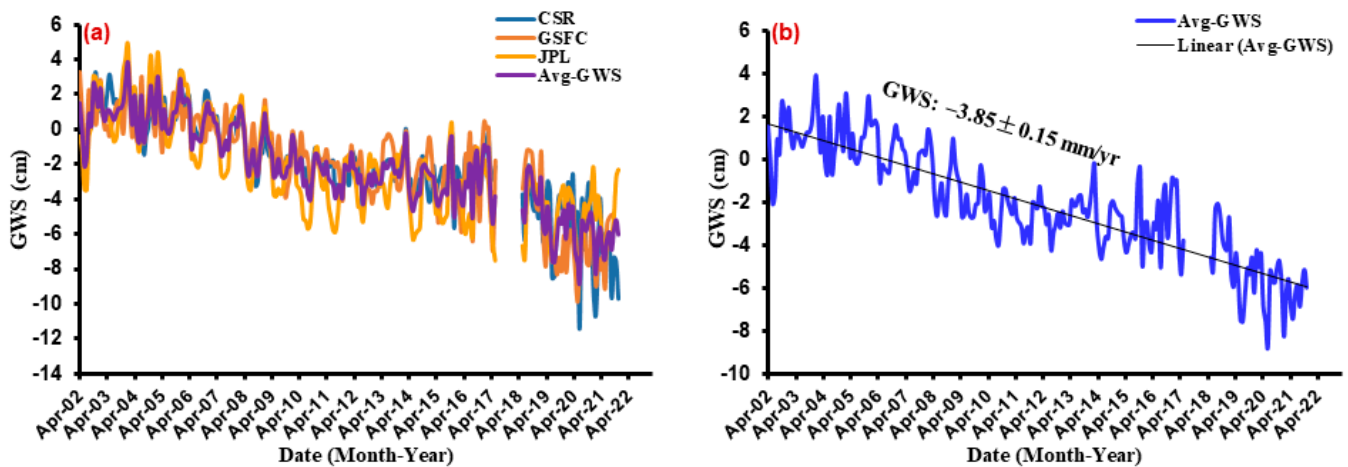 (a)
CSR
GSFC
JPL
Avg-GWS
GWS (cm)
6
4
2
0
-2
-4
-6
-8
-10
-12
-14
Apr-02
Apr-03
Apr-04
Apr-05
Apr-06
Apr-07
Apr-08
Apr-09
Apr-10
Apr-11
Apr-12
Apr-13
Apr-14
Apr-15
Apr-16
Apr-17
Apr-18
Apr-19
Apr-20
Apr-21
Apr-22
Date (Month-Year)
(b)
Avg-GWS
Linear (Avg-GWS)
GWS: −3.85±0.15 mm/yr
GWS (cm)
6
4
2
0
-2
-4
-6
-8
-10
Apr-02
Apr-03
Apr-04
Apr-05
Apr-06
Apr-07
Apr-08
Apr-09
Apr-10
Apr-11
Apr-12
Apr-13
Apr-14
Apr-15
Apr-16
Apr-17
Apr-18
Apr-19
Apr-20
Apr-21
Apr-22
Date (Month-Year)